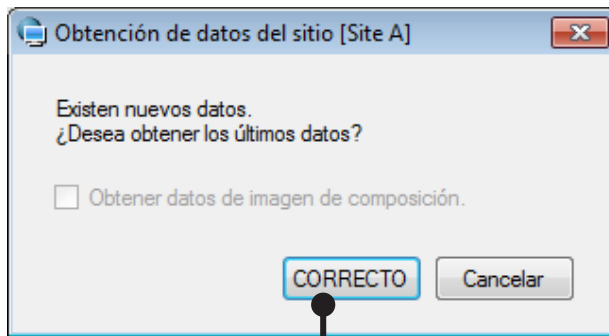 Obtención de datos del sitio [Site A]
Existen nuevos datos.
¿Desea obtener los últimos datos?
Obtener datos de imagen de composición.
CORRECTO Cancelar